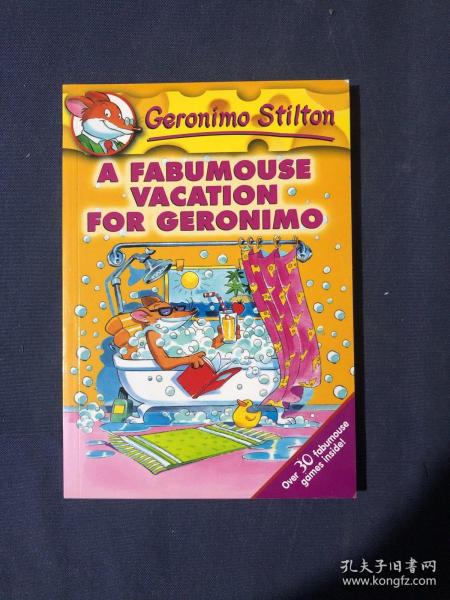 Geronimo Stilton
A FABUMOUSE
VACATION
FOR GERONIMO
Over 30 fabumouse
games inside!
孔夫子旧书网
www.kongfz.com